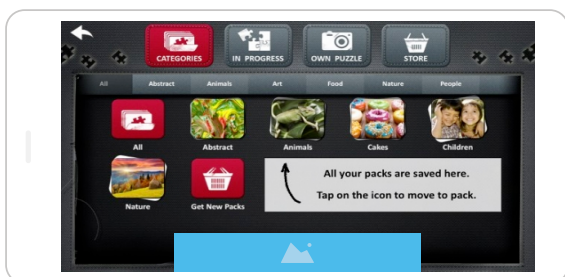 CATEGORIES IN PROGRESS OWN PUZZLE STORE
All Abstract Animals Art Food Nature People
All Abstract Animals Cakes Children
All your packs are saved here.
Tap on the icon to move to pack.
Nature Get New Packs